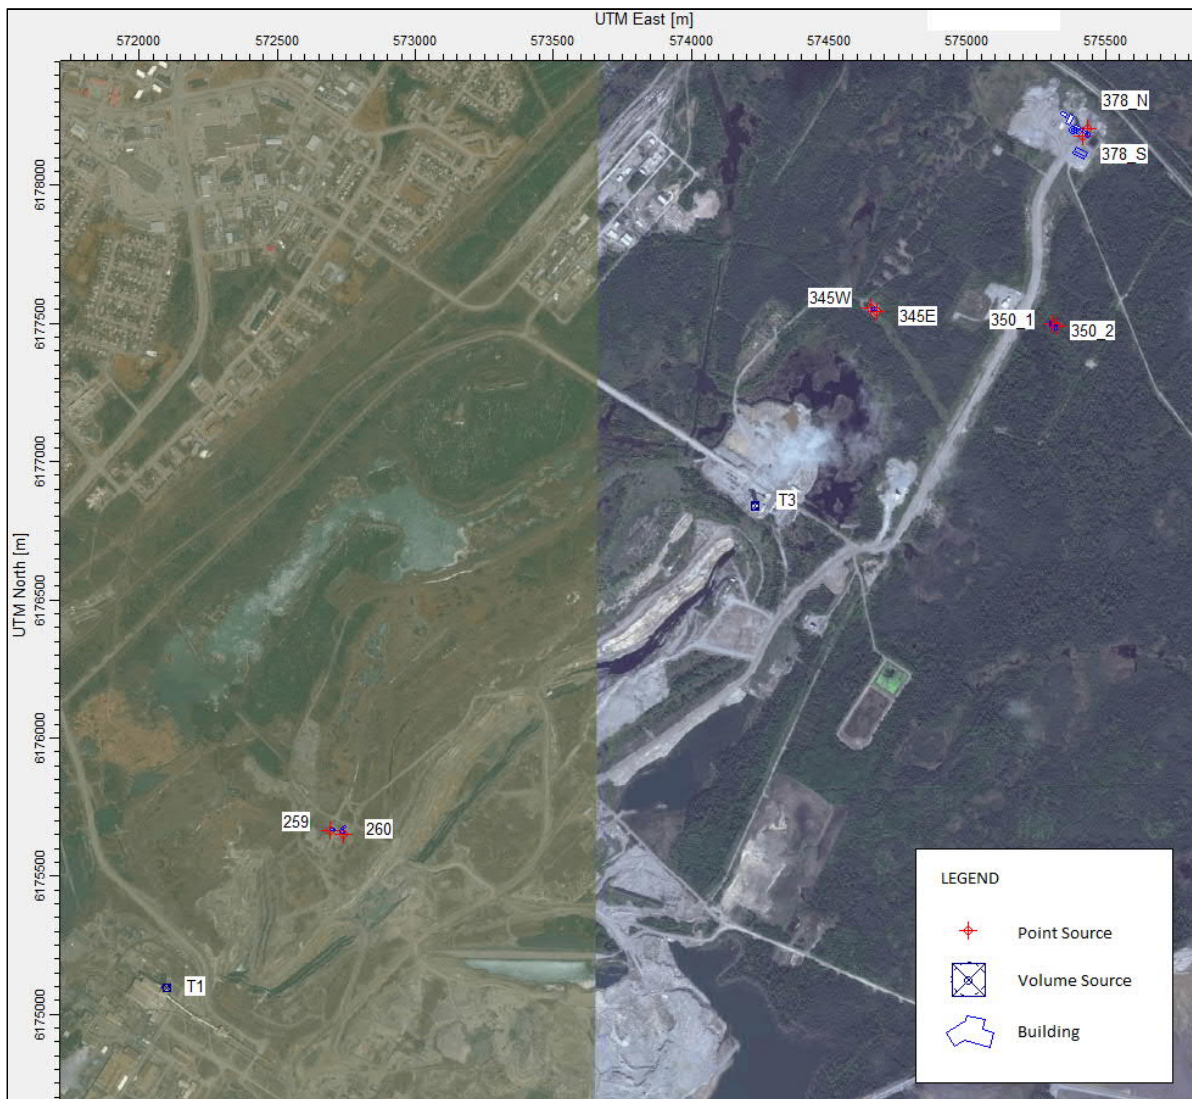 UTM East [m]
572000 572500 573000 573500 574000 574500 575000 575500
UTM North [m]
6178000
6177500
6177000
6176500
6176000
6175500
6175000
378_N
378_S
345W
345E
350_1
350_2
T3
259
260
T1
LEGEND
Point Source
Volume Source
Building